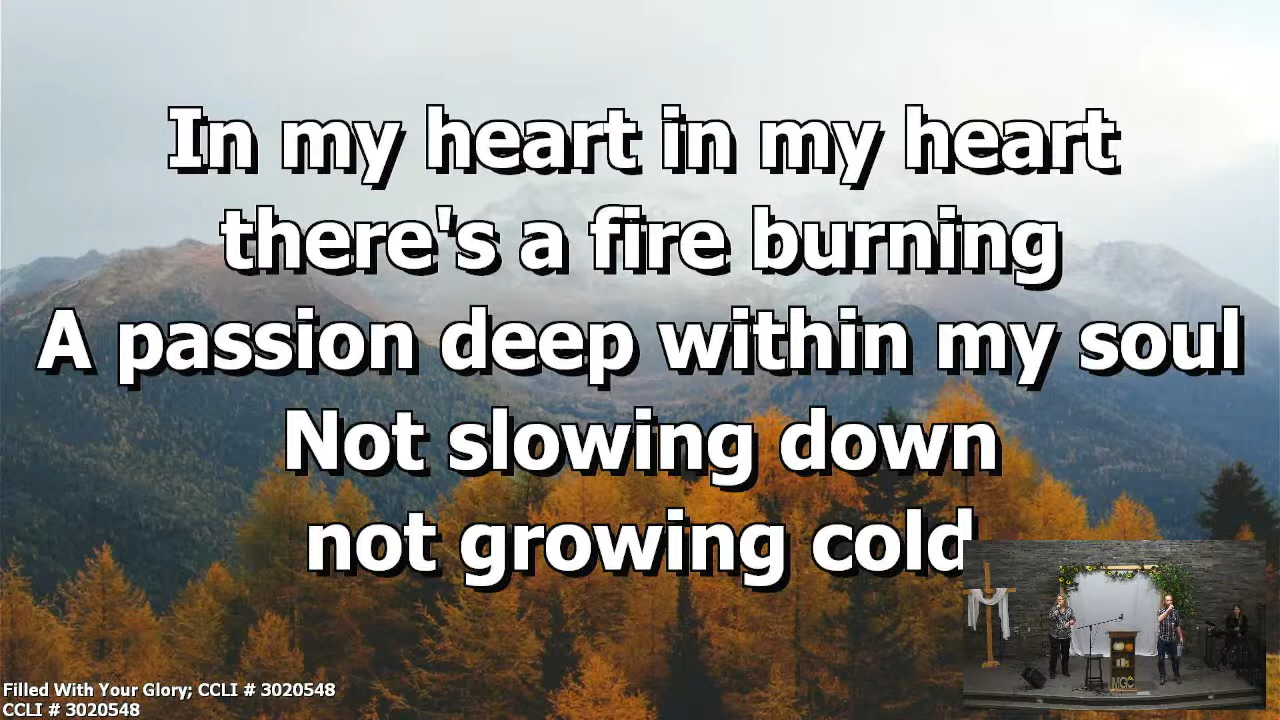 In my heart in my heart
there's a fire burning
A passion deep within my soul
Not slowing down
not growing cold
Filled With Your Glory; CCLI # 3020548
CCLI # 3020548
MGC